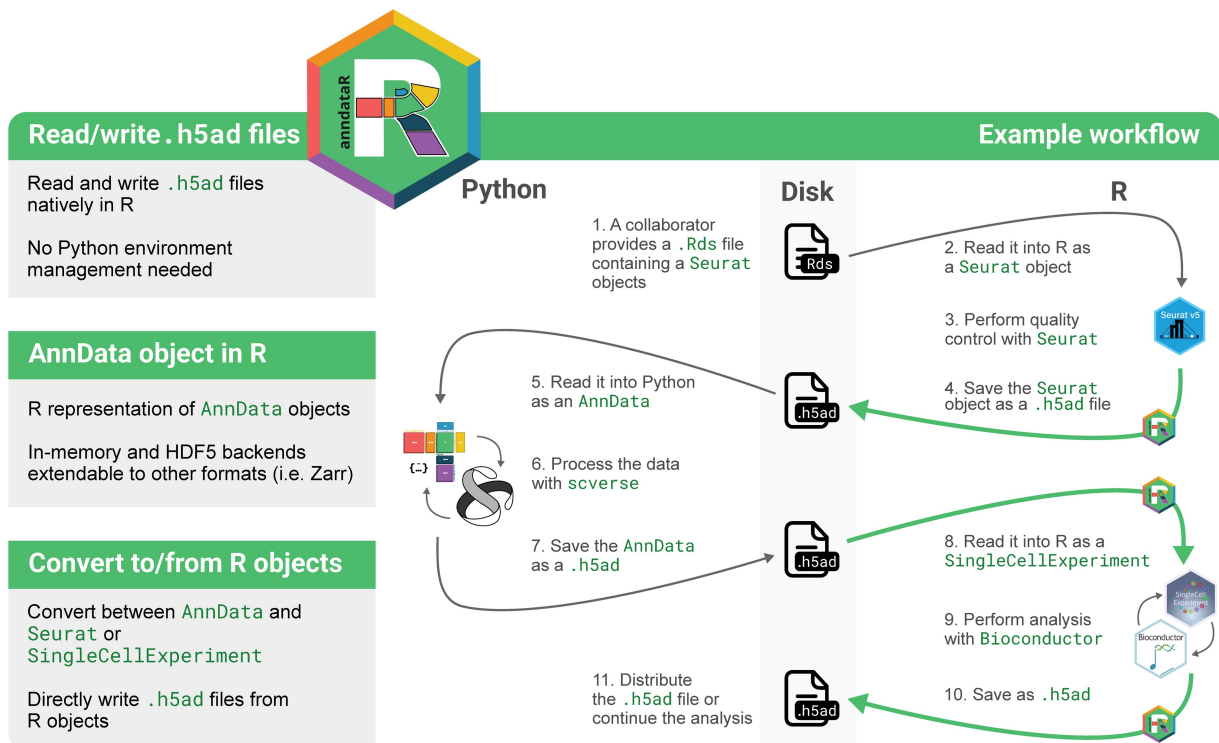 anndataR
Read/write .h5ad files
Example workflow
Read and write .h5ad files
natively in R
No Python environment
management needed
AnnData object in R
R representation of AnnData objects
In-memory and HDF5 backends
extendable to other formats (i.e. Zarr)
Convert to/from R objects
Convert between AnnData and
Seurat or
SingleCellExperiment
Directly write .h5ad files from
R objects
Python
Disk
R
1. A collaborator
provides a .Rds file
containing a Seurat
objects
Rds
2. Read it into R as
a Seurat object
Seurat v5
3. Perform quality
control with Seurat
4. Save the Seurat
object as a .h5ad file
.h5ad
5. Read it into Python
as an AnnData
{...}
6. Process the data
with scverse
7. Save the AnnData
as a .h5ad
.h5ad
8. Read it into R as a
SingleCellExperiment
SingleCell
Experiment
9. Perform analysis
with Bioconductor
Bioconductor
10. Save as .h5ad
.h5ad
11. Distribute
the .h5ad file or
continue the analysis